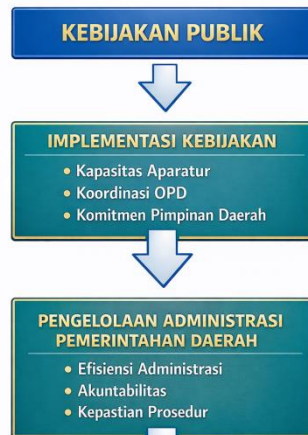 KEBIJAKAN PUBLIK
IMPLEMENTASI KEBIJAKAN
• Kapasitas Aparatur
• Koordinasi OPD
• Komitmen Pimpinan Daerah
PENGELOLAAN ADMINISTRASI
PEMERINTAHAN DAERAH
• Efisiensi Administrasi
• Akuntabilitas
• Kepastian Prosedur